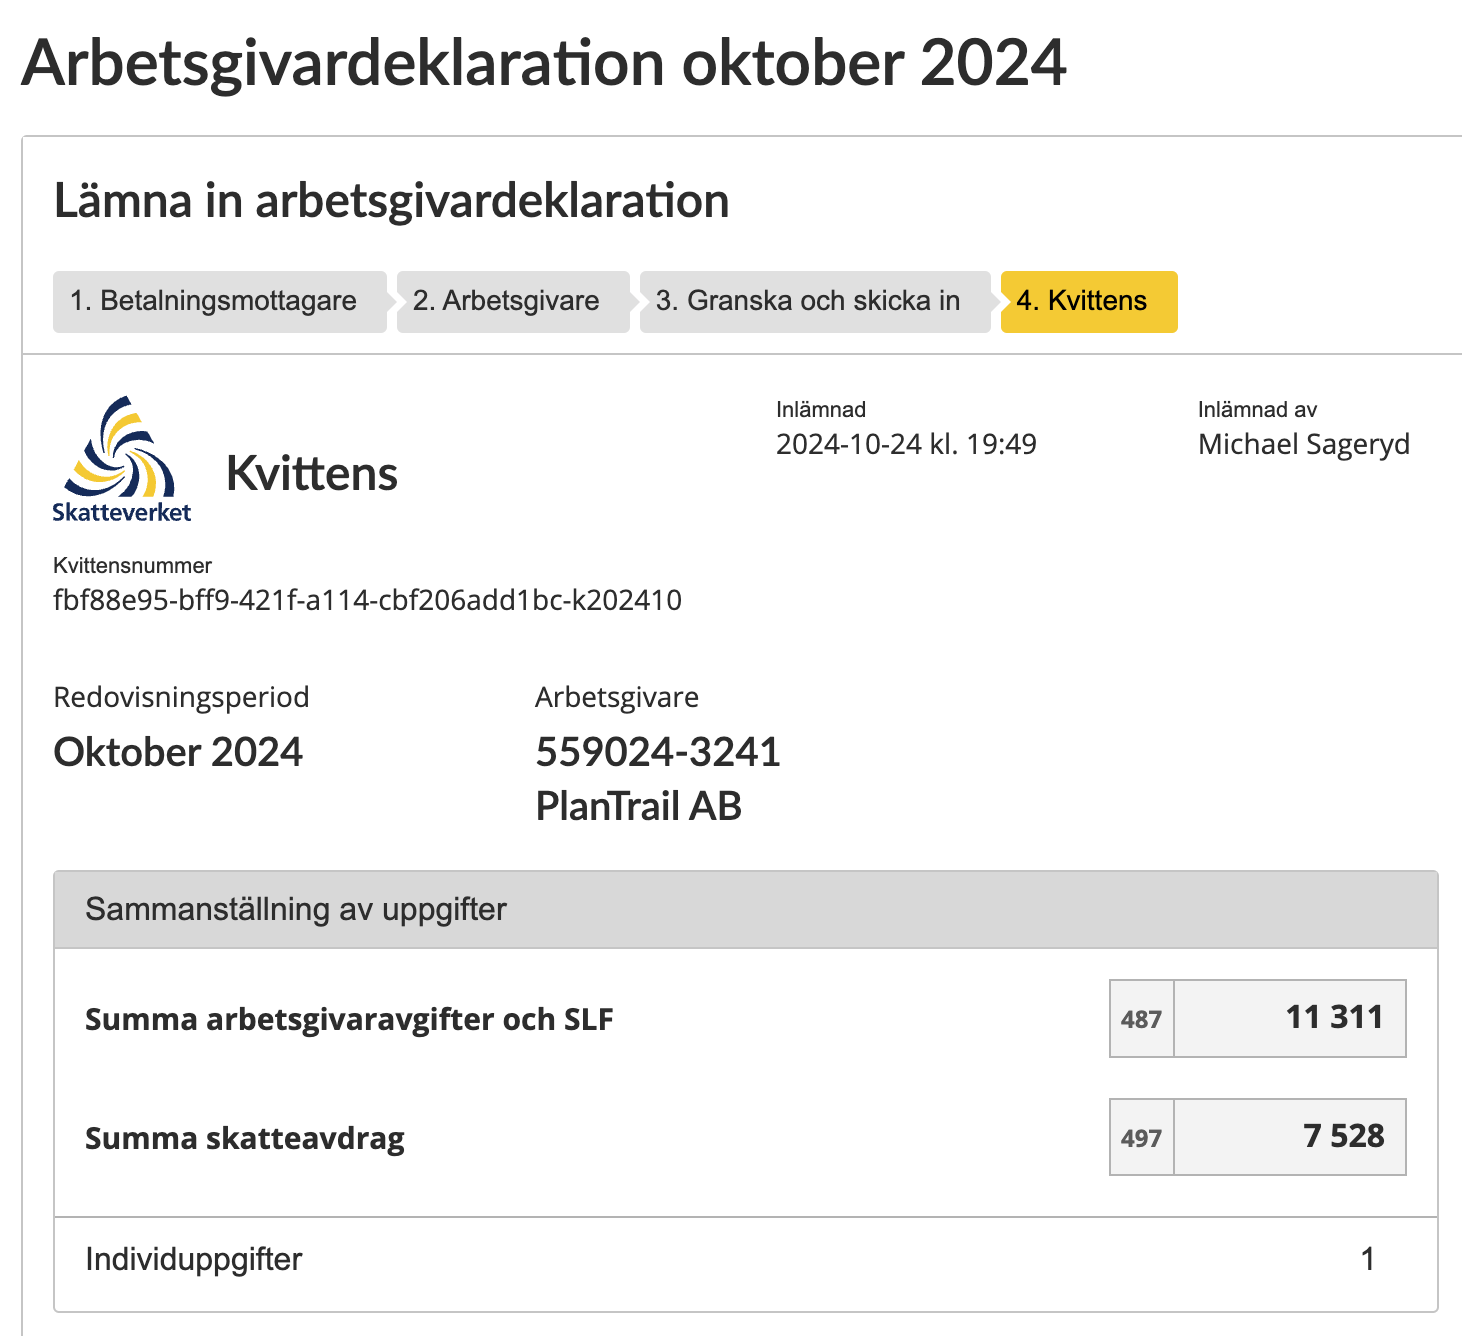 Arbetsgivardeklaration oktober 2024
Lämna in arbetsgivardeklaration
1. Betalningsmottagare
2. Arbetsgivare
3. Granska och skicka in
4. Kvittens
Skatteverket
Kvittens
Inlämnad
2024-10-24 kl. 19:49
Inlämnad av
Michael Sageryd
Kvittensnummer
fbf88e95-bff9-421f-a114-cbf206add1bc-k202410
Redovisningsperiod
Oktober 2024
Arbetsgivare
559024-3241
PlanTrail AB
Sammanställning av uppgifter
Summa arbetsgivaravgifter och SLF 487 11 311
Summa skatteavdrag 497 7 528
Individuppgifter 1